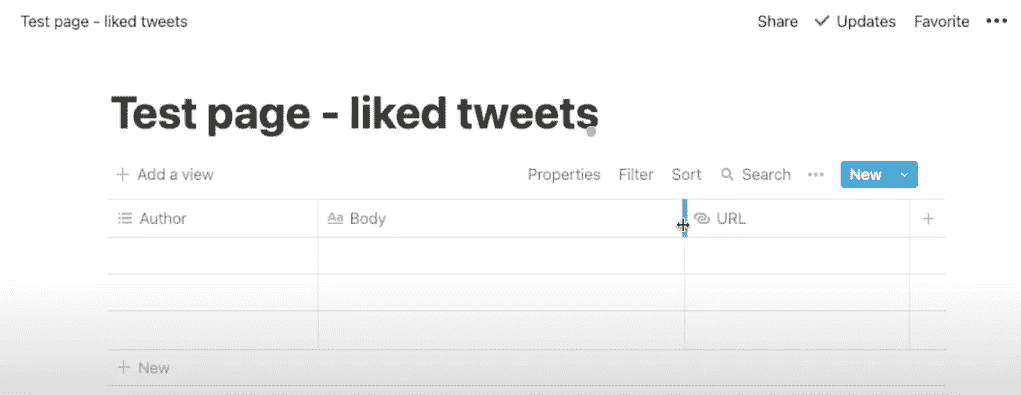 Test page - liked tweets Share Updates Favorite
Test page - liked tweets
Add a view Properties Filter Sort Search New
Author Aa Body URL
New